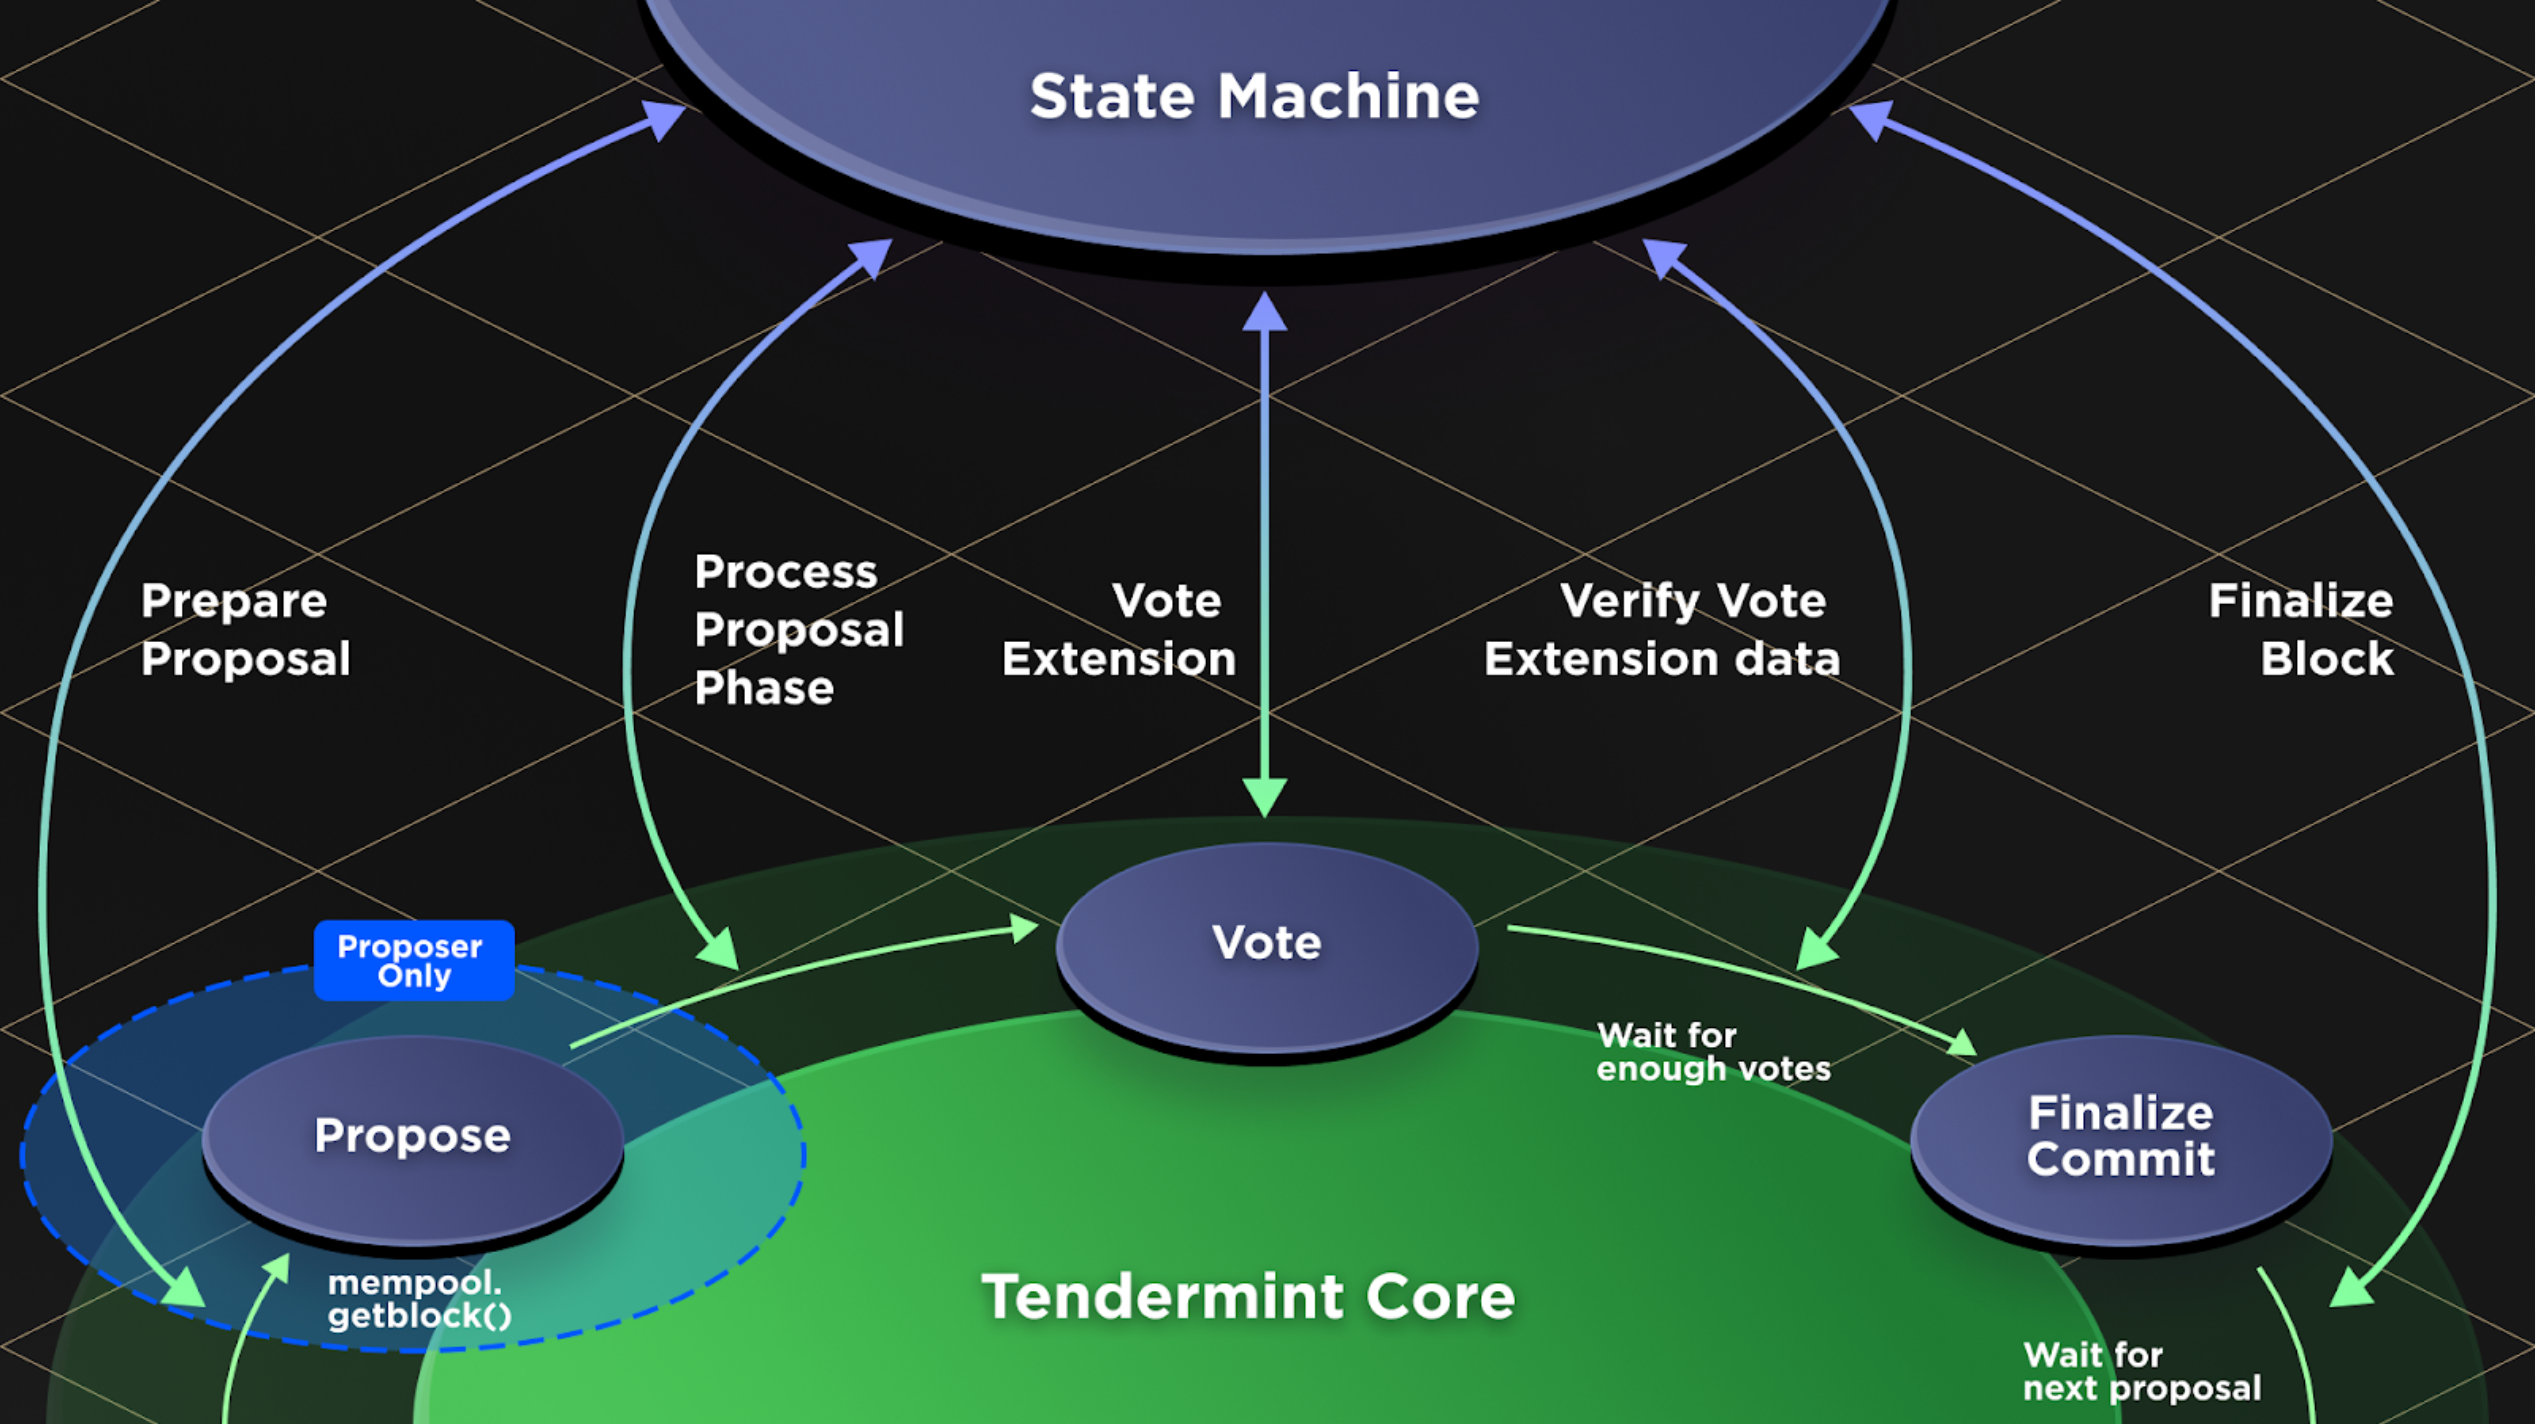 State Machine
Prepare
Proposal
Process
Proposal
Phase
Vote
Extension
Verify Vote
Extension data
Finalize
Block
Proposer
Only
Propose
mempool.
getblock()
Vote
Wait for
enough votes
Finalize
Commit
Tendermint Core
Wait for
next proposal